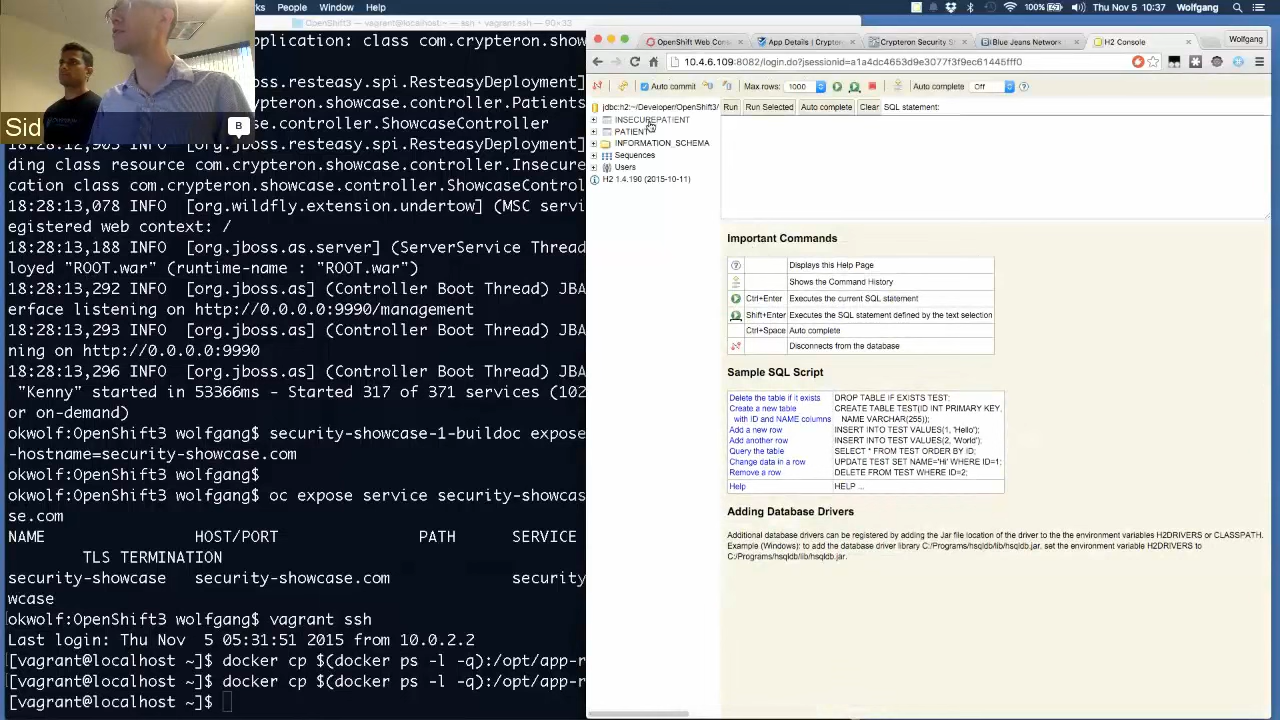 ks People Window Help
100% Thu Nov 5 10:37 Wolfgang
OpenShift3 — vagrant@localhost:~ — ssh ‹ vagrant ssh — 90×33
Sid
B
plication: class com.crypteron.show
.jboss.resteasy.spi.ResteasyDeployment]
om.crypteron.showcase.controller.Patients
howcase.controller.ShowcaseController
18:28:12,903 INFO [org.jboss.resteasy.spi.ResteasyDeployment]
ding class resource com.crypteron.showcase.controller.Insecure
cation class com.crypteron.showcase.controller.ShowcaseControl
18:28:13,078 INFO [org.wildfly.extension.undertow] (MSC servi
egistered web context: /
18:28:13,188 INFO [org.jboss.as.server] (ServerService Thread
loyed "ROOT.war" (runtime-name : "ROOT.war")
18:28:13,292 INFO [org.jboss.as] (Controller Boot Thread) JBA
erface listening on http://0.0.0.0:9990/management
18:28:13,293 INFO [org.jboss.as] (Controller Boot Thread) JBA
ning on http://0.0.0.0:9990
18:28:13,296 INFO [org.jboss.as] (Controller Boot Thread) JBA
"Kenny" started in 53366ms - Started 317 of 371 services (102
or on-demand)
okwolf:OpenShift3 wolfgang$ security-showcase-1-buildoc expose
-hostname=security-showcase.com
okwolf:OpenShift3 wolfgang$
okwolf:OpenShift3 wolfgang$ oc expose service security-showcas
se.com
NAME HOST/PORT PATH SERVICE
TLS TERMINATION
security-showcase security-showcase.com security
wcase
okwolf:OpenShift3 wolfgang$ vagrant ssh
Last login: Thu Nov 5 05:31:51 2015 from 10.0.2.2
[vagrant@localhost ~]$ docker cp $(docker ps -l -q):/opt/app-r
[vagrant@localhost ~]$ docker cp $(docker ps -l -q):/opt/app-r
[vagrant@localhost ~]$
OpenShift Web Con App Details | Crypter Crypteron Security S Blue Jeans Network H2 Console Wolfgang
10.4.6.109:8082/login.do?jsessionid=a1a4dc4653d9e3077f3f9ec61445fff0
Auto commit Max rows: 1000 Auto complete Off
jdbc:h2:~/Developer/OpenShift3/
INSECUREPATIENT
PATIENT
INFORMATION_SCHEMA
Sequences
Users
H2 1.4.190 (2015-10-11)
Run Run Selected Auto complete Clear SQL statement:
Important Commands
Displays this Help Page
Shows the Command History
Ctrl+Enter Executes the current SQL statement
Shift+Enter Executes the SQL statement defined by the text selection
Ctrl+Space Auto complete
Disconnects from the database
Sample SQL Script
Delete the table if it exists DROP TABLE IF EXISTS TEST;
Create a new table CREATE TABLE TEST(ID INT PRIMARY KEY,
with ID and NAME columns NAME VARCHAR(255));
Add a new row INSERT INTO TEST VALUES(1, 'Hello');
Add another row INSERT INTO TEST VALUES(2, 'World');
Query the table SELECT * FROM TEST ORDER BY ID;
Change data in a row UPDATE TEST SET NAME='Hi' WHERE ID=1;
Remove a row DELETE FROM TEST WHERE ID=2;
Help HELP ...
Adding Database Drivers
Additional database drivers can be registered by adding the Jar file location of the driver to the the environment variables H2DRIVERS or CLASSPATH.
Example (Windows): to add the database driver library C:/Programs/hsqldb/lib/hsqldb.jar, set the environment variable H2DRIVERS to
C:/Programs/hsqldb/lib/hsqldb.jar.